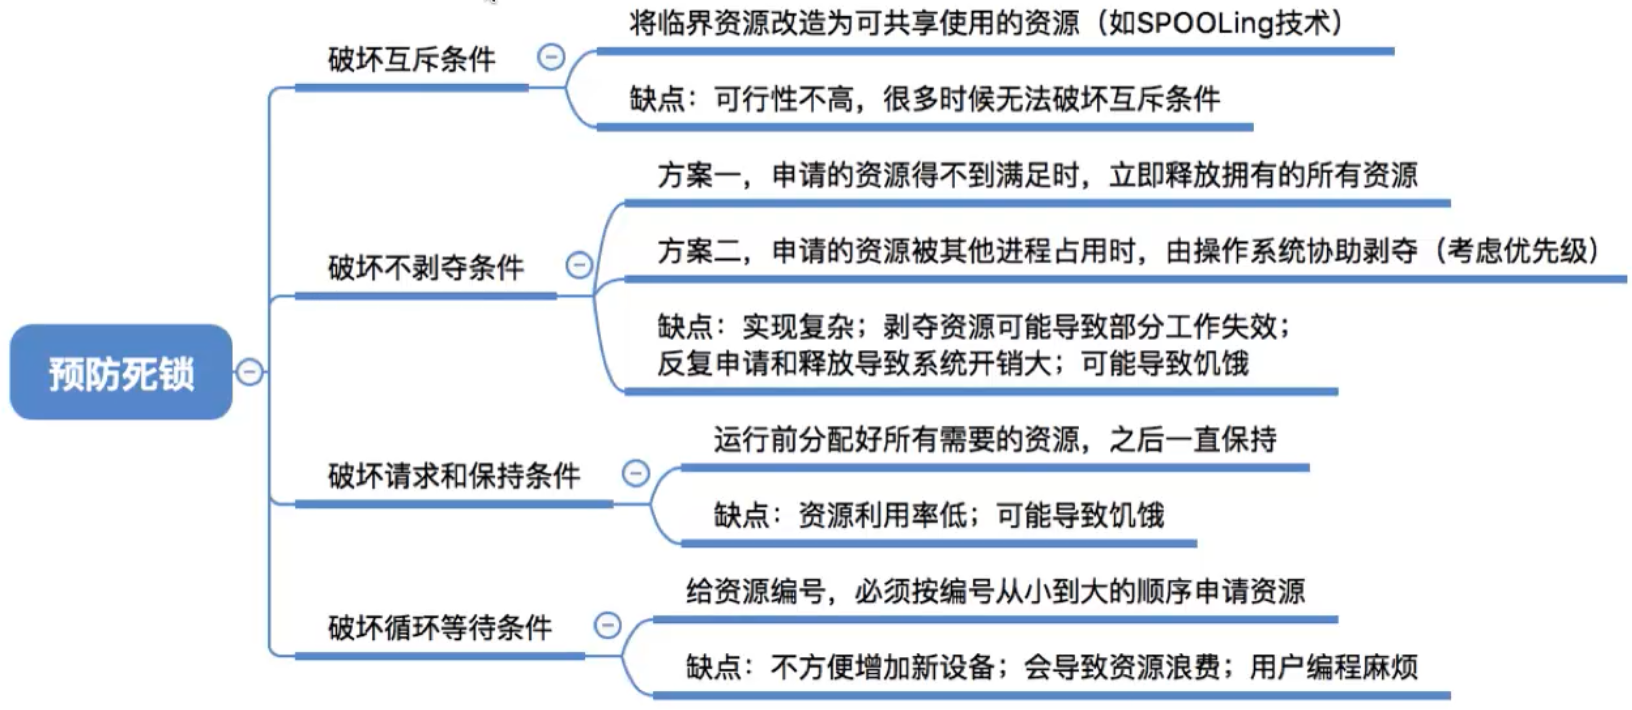 预防死锁
破坏互斥条件
将临界资源改造为可共享使用的资源（如SPOOLing技术）
缺点：可行性不高，很多时候无法破坏互斥条件
破坏不剥夺条件
方案一，申请的资源得不到满足时，立即释放拥有的所有资源
方案二，申请的资源被其他进程占用时，由操作系统协助剥夺（考虑优先级）
缺点：实现复杂；剥夺资源可能导致部分工作失效；
反复申请和释放导致系统开销大；可能导致饥饿
破坏请求和保持条件
运行前分配好所有需要的资源，之后一直保持
缺点：资源利用率低；可能导致饥饿
破坏循环等待条件
给资源编号，必须按编号从小到大的顺序申请资源
缺点：不方便增加新设备；会导致资源浪费；用户编程麻烦